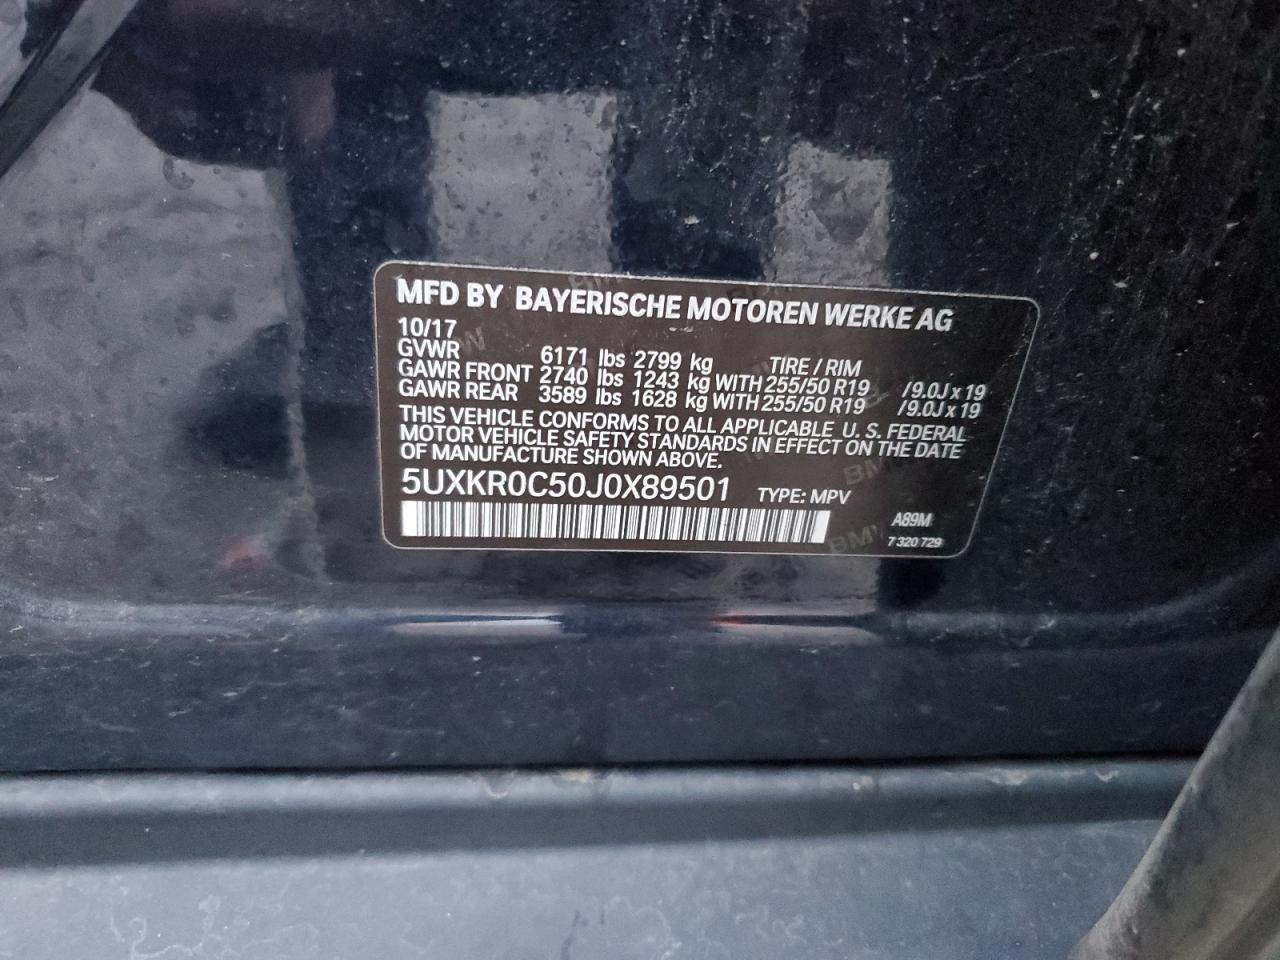 MFD BY BAYERISCHE MOTOREN WERKE AG
10/17
GVWR 6171 lbs 2799 kg TIRE / RIM
GAWR FRONT 2740 lbs 1243 kg WITH 255/50 R19 /9.0J x 19
GAWR REAR 3589 lbs 1628 kg WITH 255/50 R19 /9.0J x 19
THIS VEHICLE CONFORMS TO ALL APPLICABLE U. S. FEDERAL
MOTOR VEHICLE SAFETY STANDARDS IN EFFECT ON THE DATE
OF MANUFACTURE SHOWN ABOVE.
5UXKR0C50J0X89501 TYPE: MPV
A89M
7 320 729
BMW